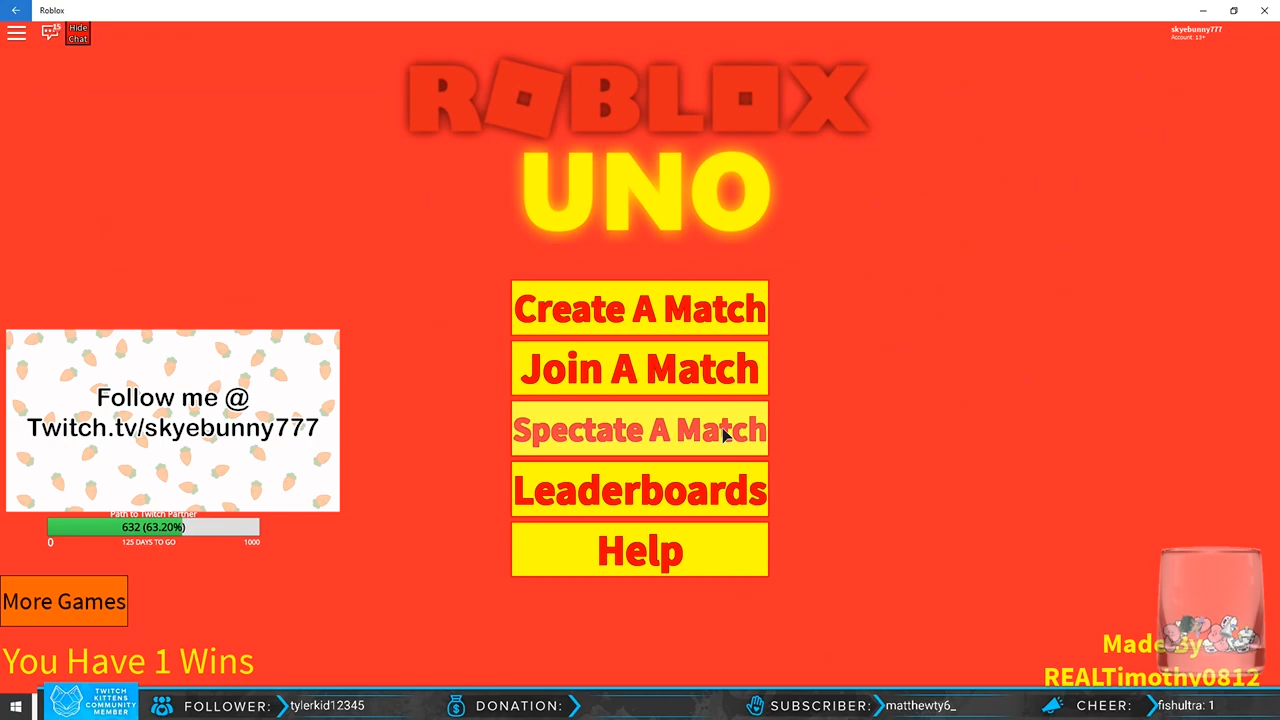 Roblox
15
Hide
Chat
skyebunny777
Account: 13+
ROBLOX
UNO
Create A Match
Join A Match
Spectate A Match
Leaderboards
Help
Follow me @
Twitch.tv/skyebunny777
Path to Twitch Partner
632 (63.20%)
0
125 DAYS TO GO
1000
More Games
You Have 1 Wins
Made By
REALTimothy0812
TWITCH
KITTENS
COMMUNITY
MEMBER
FOLLOWER:
tylerkid12345
DONATION:
SUBSCRIBER:
matthewty6_
CHEER:
fishultra: 1